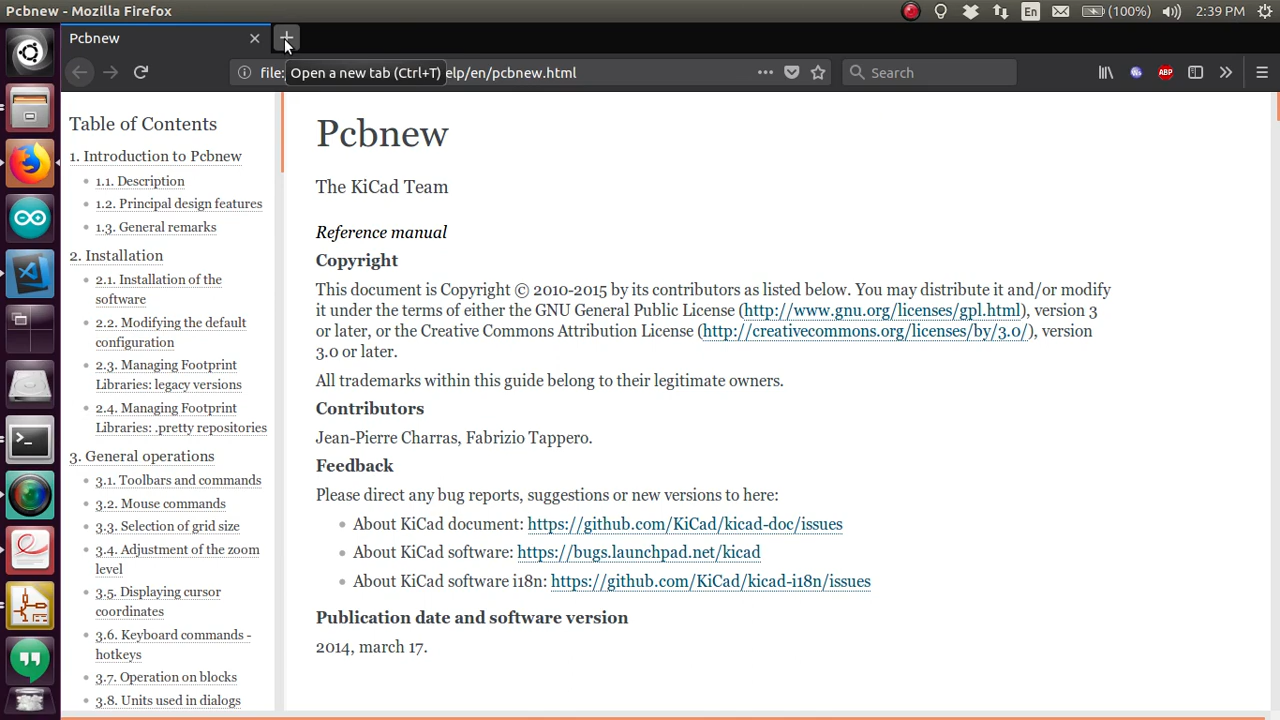 Pcbnew - Mozilla Firefox
En
(100%)
2:39 PM
Pcbnew
file:
Open a new tab (Ctrl+T)
elp/en/pcbnew.html
Search
ABP
Table of Contents
1. Introduction to Pcbnew
1.1. Description
1.2. Principal design features
1.3. General remarks
2. Installation
2.1. Installation of the
software
2.2. Modifying the default
configuration
2.3. Managing Footprint
Libraries: legacy versions
2.4. Managing Footprint
Libraries: .pretty repositories
3. General operations
3.1. Toolbars and commands
3.2. Mouse commands
3.3. Selection of grid size
3.4. Adjustment of the zoom
level
3.5. Displaying cursor
coordinates
3.6. Keyboard commands -
hotkeys
3.7. Operation on blocks
3.8. Units used in dialogs
Pcbnew
The KiCad Team
Reference manual
Copyright
This document is Copyright © 2010-2015 by its contributors as listed below. You may distribute it and/or modify
it under the terms of either the GNU General Public License (http://www.gnu.org/licenses/gpl.html), version 3
or later, or the Creative Commons Attribution License (http://creativecommons.org/licenses/by/3.0/), version
3.0 or later.
All trademarks within this guide belong to their legitimate owners.
Contributors
Jean-Pierre Charras, Fabrizio Tappero.
Feedback
Please direct any bug reports, suggestions or new versions to here:
About KiCad document: https://github.com/KiCad/kicad-doc/issues
About KiCad software: https://bugs.launchpad.net/kicad
About KiCad software i18n: https://github.com/KiCad/kicad-i18n/issues
Publication date and software version
2014, march 17.